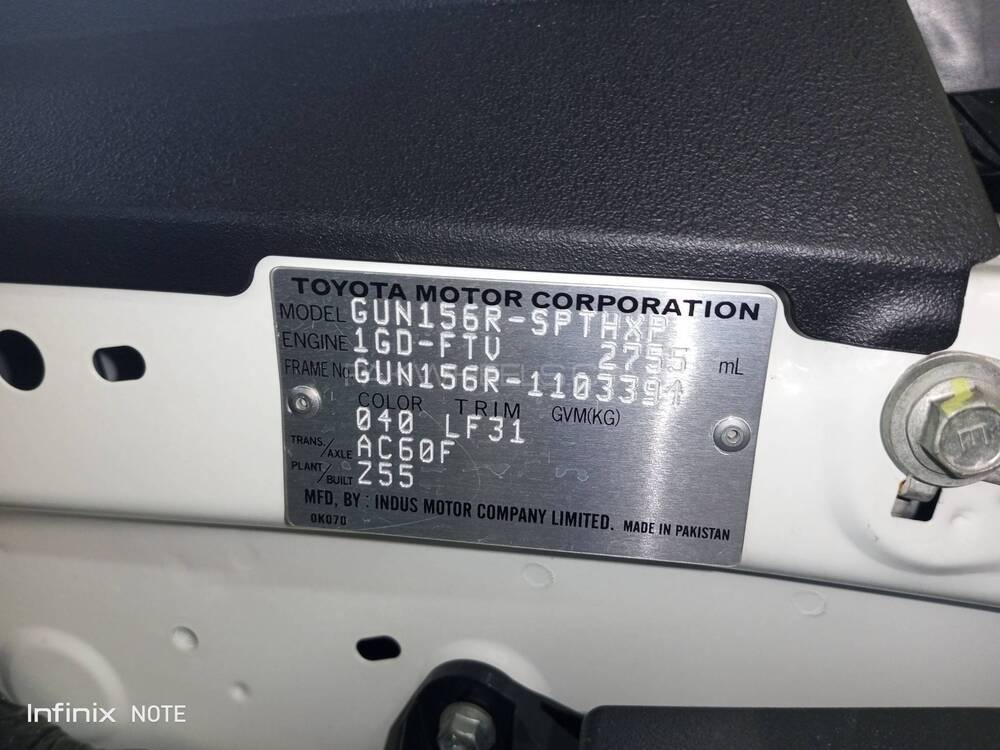 TOYOTA MOTOR CORPORATION
MODEL GUN156R-SPTHXP
ENGINE 1GD-FTV 2755 mL
FRAME No. GUN156R-1103394
COLOR TRIM GVM(KG)
040 LF31
TRANS./AXLE AC60F
PLANT/BUILT Z55
MFD, BY : INDUS MOTOR COMPANY LIMITED. MADE IN PAKISTAN
0K070
E
Infinix NOTE